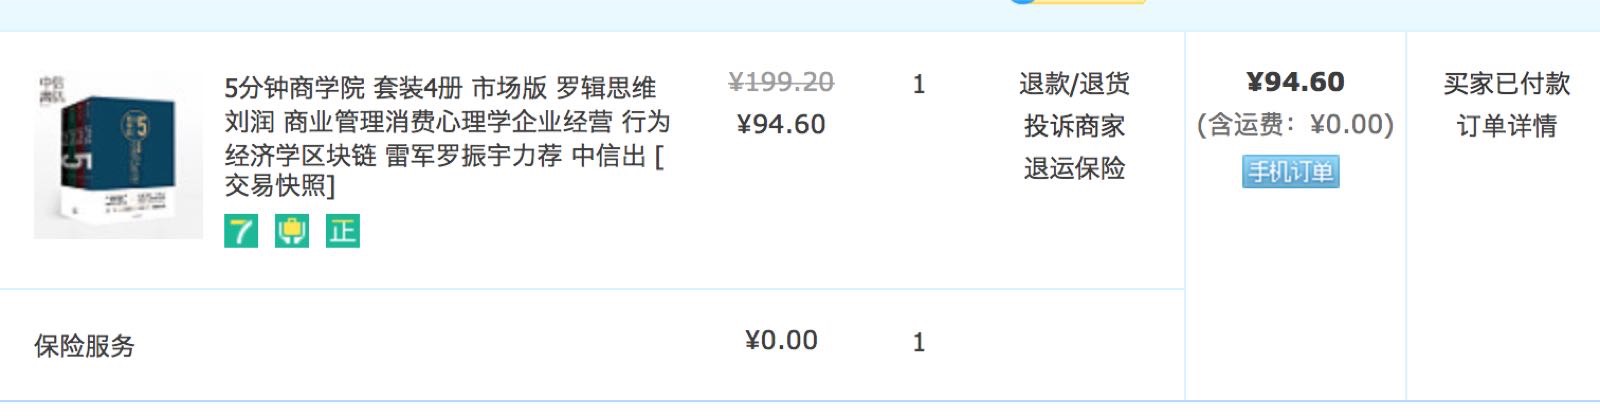 中信
書店
5
5分钟商学院 套装4册 市场版 罗辑思维
刘润 商业管理消费心理学企业经营 行为
经济学区块链 雷军罗振宇力荐 中信出 [
交易快照]
7 正
¥199.20
¥94.60
1
退款/退货
投诉商家
退运保险
¥94.60
(含运费：¥0.00)
手机订单
买家已付款
订单详情
保险服务
¥0.00
1